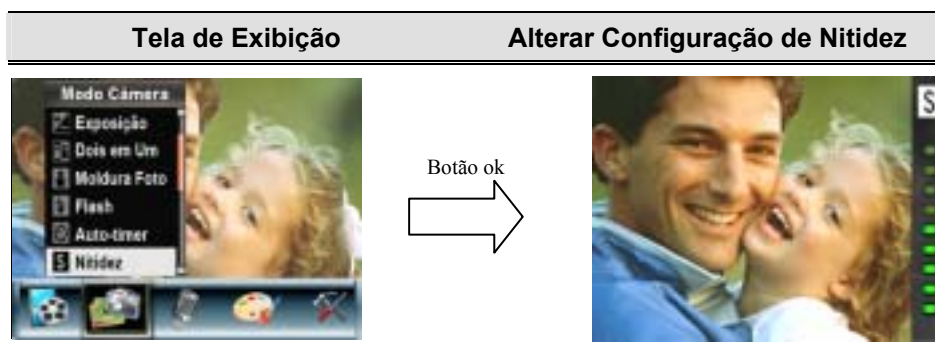 Tela de Exibição
Alterar Configuração de Nitidez
Modo Câmera
Exposição
Dois em Um
Moldura Foto
Flash
Auto-timer
S Nitidez
Botão ok
S